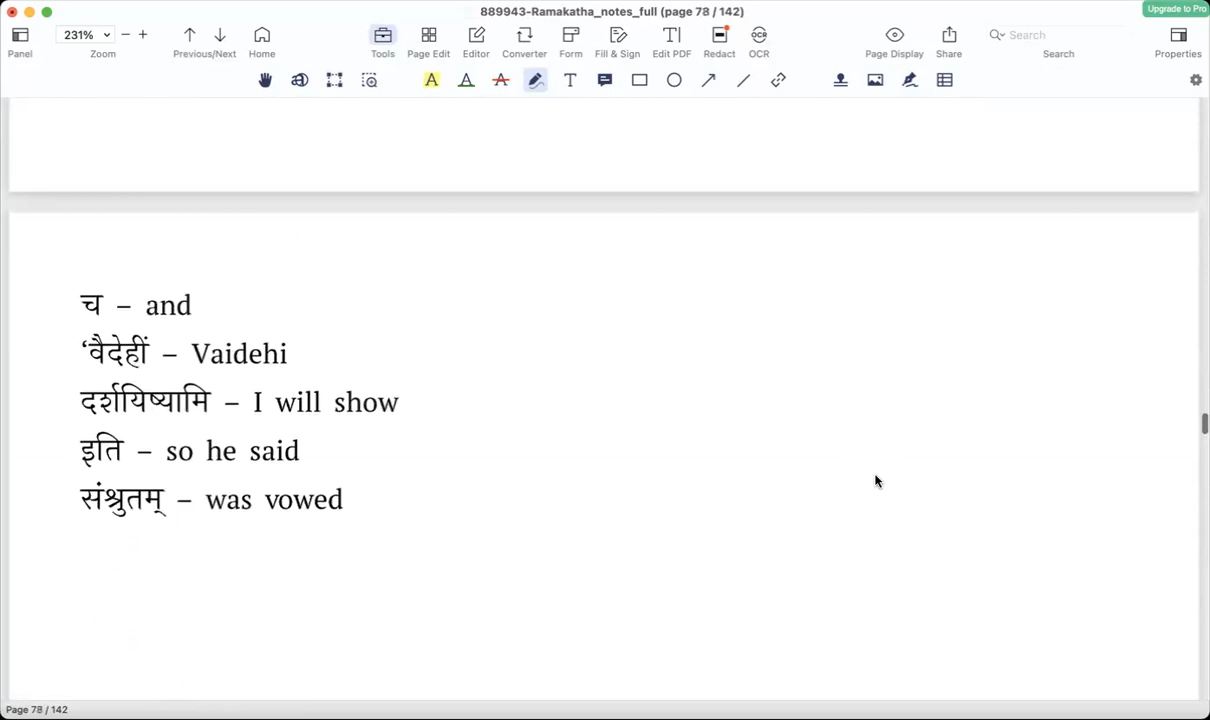 889943-Ramakatha_notes_full (page 78 / 142)
Upgrade to Pro
231%
Panel
Zoom
Previous/Next
Home
Tools
Page Edit
Editor
Converter
Form
Fill & Sign
Edit PDF
Redact
OCR
OCR
Page Display
Share
Search
Search
Properties
च – and
‘वैदेहीं – Vaidehi
दर्शयिष्यामि – I will show
इति – so he said
संश्रुतम् – was vowed
Page 78 / 142